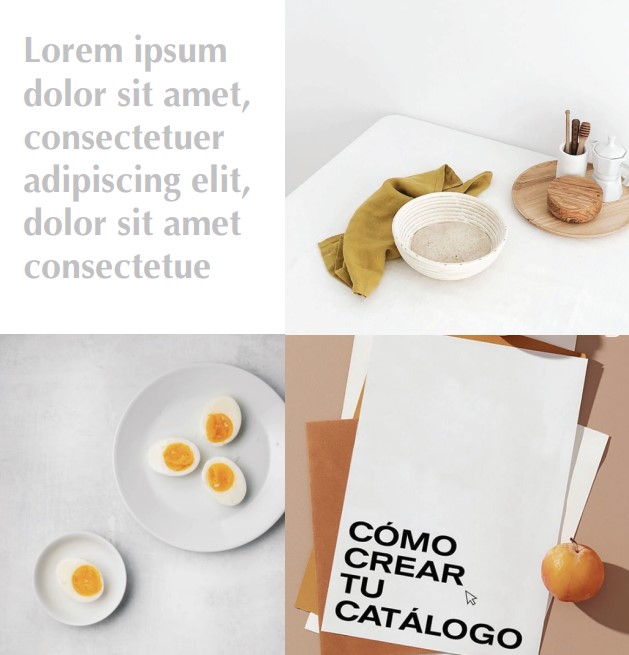 Lorem ipsum
dolor sit amet,
consectetuer
adipiscing elit,
dolor sit amet
consectetue
CÓMO
CREAR
TU
CATÁLOGO